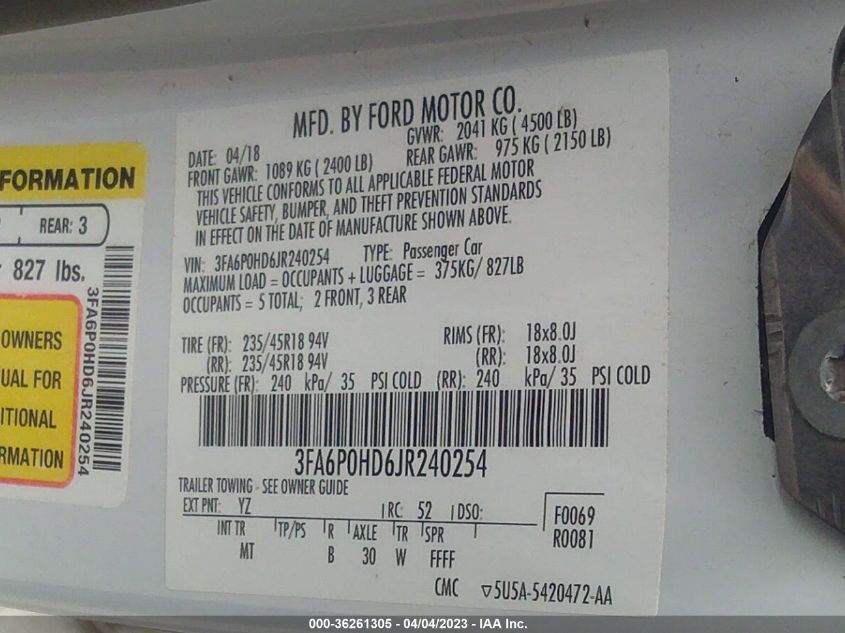 MFD. BY FORD MOTOR CO.
DATE: 04/18 GVWR: 2041 KG ( 4500 LB)
FRONT GAWR: 1089 KG ( 2400 LB) REAR GAWR: 975 KG ( 2150 LB)
THIS VEHICLE CONFORMS TO ALL APPLICABLE FEDERAL MOTOR
VEHICLE SAFETY, BUMPER, AND THEFT PREVENTION STANDARDS
IN EFFECT ON THE DATE OF MANUFACTURE SHOWN ABOVE.
VIN: 3FA6P0HD6JR240254 TYPE: Passenger Car
MAXIMUM LOAD = OCCUPANTS + LUGGAGE = 375KG/ 827LB
OCCUPANTS = 5 TOTAL; 2 FRONT, 3 REAR
TIRE (FR): 235/45R18 94V RIMS (FR): 18x8.0J
(RR): 235/45R18 94V (RR): 18x8.0J
PRESSURE (FR): 240 kPa/ 35 PSI COLD (RR): 240 kPa/ 35 PSI COLD
3FA6P0HD6JR240254
TRAILER TOWING - SEE OWNER GUIDE
EXT PNT: YZ RC: 52 DSO: F0069
R0081
INT TR TP/PS R AXLE TR SPR
MT B 30 W FFFF
CMC ▽5U5A-5420472-AA
FORMATION
REAR: 3
827 lbs.
3FA6P0HD6JR240254
OWNERS
UAL FOR
ITIONAL
RMATION
000-36261305 - 04/04/2023 - IAA Inc.